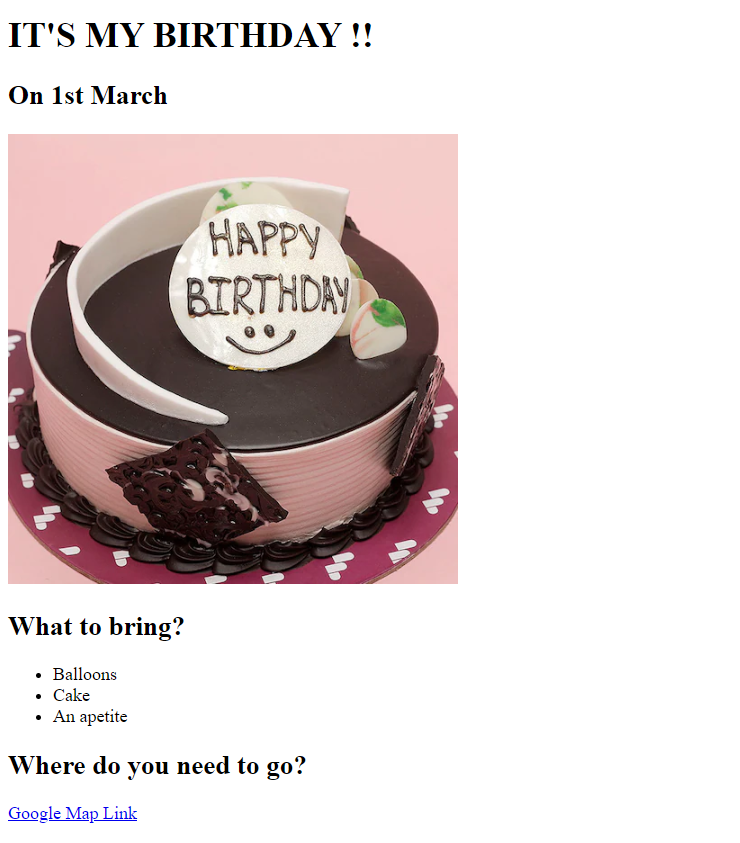 IT'S MY BIRTHDAY !!
On 1st March
HAPPY
BIRTHDAY
What to bring?
Balloons
Cake
An apetite
Where do you need to go?
Google Map Link